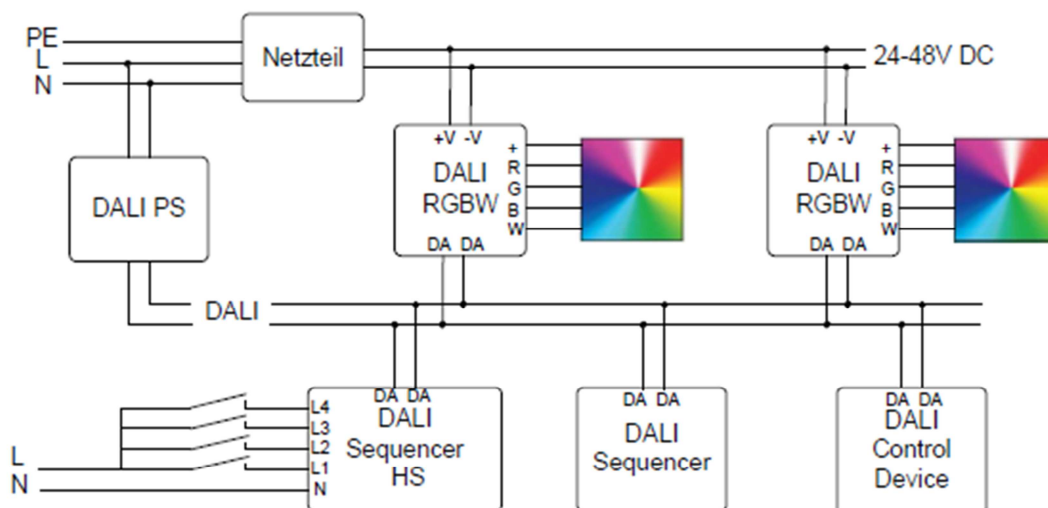 PE
L
N
Netzteil
24-48V DC
DALI PS
+V -V
DALI
RGBW
DA DA
+
R
G
B
W
+V -V
DALI
RGBW
DA DA
+
R
G
B
W
DALI
L
N
L4
L3
L2
L1
N
DA DA
DALI
Sequencer
HS
DA DA
DALI
Sequencer
DA DA
DALI
Control
Device